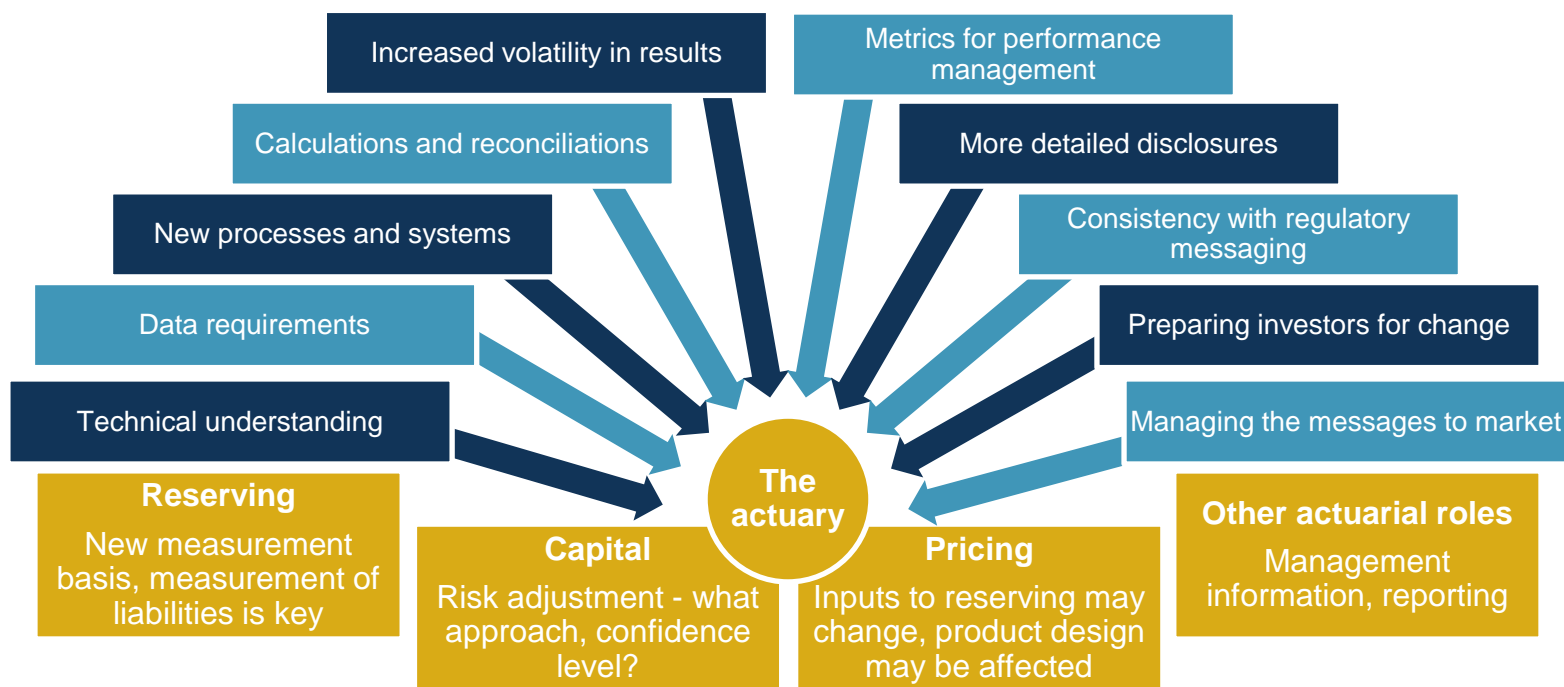 Increased volatility in results
Metrics for performance
management
Calculations and reconciliations
More detailed disclosures
New processes and systems
Consistency with regulatory
messaging
Data requirements
Preparing investors for change
Technical understanding
Managing the messages to market
The
actuary
Reserving
New measurement
basis, measurement of
liabilities is key
Capital
Risk adjustment - what
approach, confidence
level?
Pricing
Inputs to reserving may
change, product design
may be affected
Other actuarial roles
Management
information, reporting